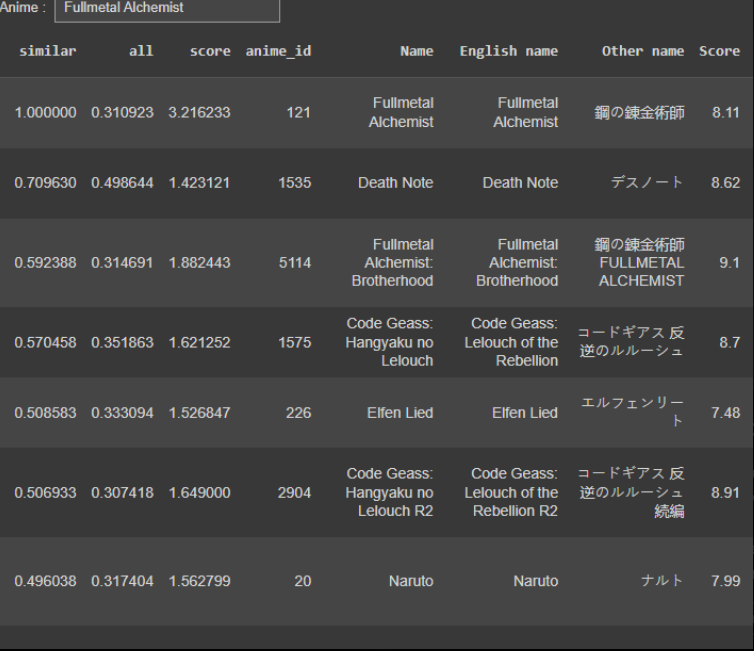 Anime : Fullmetal Alchemist
similar all score anime_id Name English name Other name Score
1.000000 0.310923 3.216233 121 Fullmetal Alchemist Fullmetal Alchemist 鋼の錬金術師 8.11
0.709630 0.498644 1.423121 1535 Death Note Death Note デスノート 8.62
0.592388 0.314691 1.882443 5114 Fullmetal Alchemist: Brotherhood Fullmetal Alchemist: Brotherhood 鋼の錬金術師 FULLMETAL ALCHEMIST 9.1
0.570458 0.351863 1.621252 1575 Code Geass: Hangyaku no Lelouch Code Geass: Lelouch of the Rebellion コードギアス 反逆のルルーシュ 8.7
0.508583 0.333094 1.526847 226 Elfen Lied Elfen Lied エルフェンリート 7.48
0.506933 0.307418 1.649000 2904 Code Geass: Hangyaku no Lelouch R2 Code Geass: Lelouch of the Rebellion R2 コードギアス 反逆のルルーシュ 続編 8.91
0.496038 0.317404 1.562799 20 Naruto Naruto ナルト 7.99